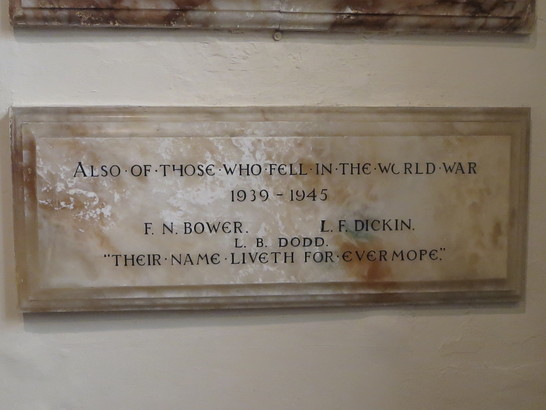 ALSO·OF·THOSE·WHO·FELL·IN·THE·WORLD·WAR
1939-1945
F. N. BOWER. L. F. DICKIN.
L. B. DODD.
"THEIR·NAME·LIVETH FOR·EVERMORE."